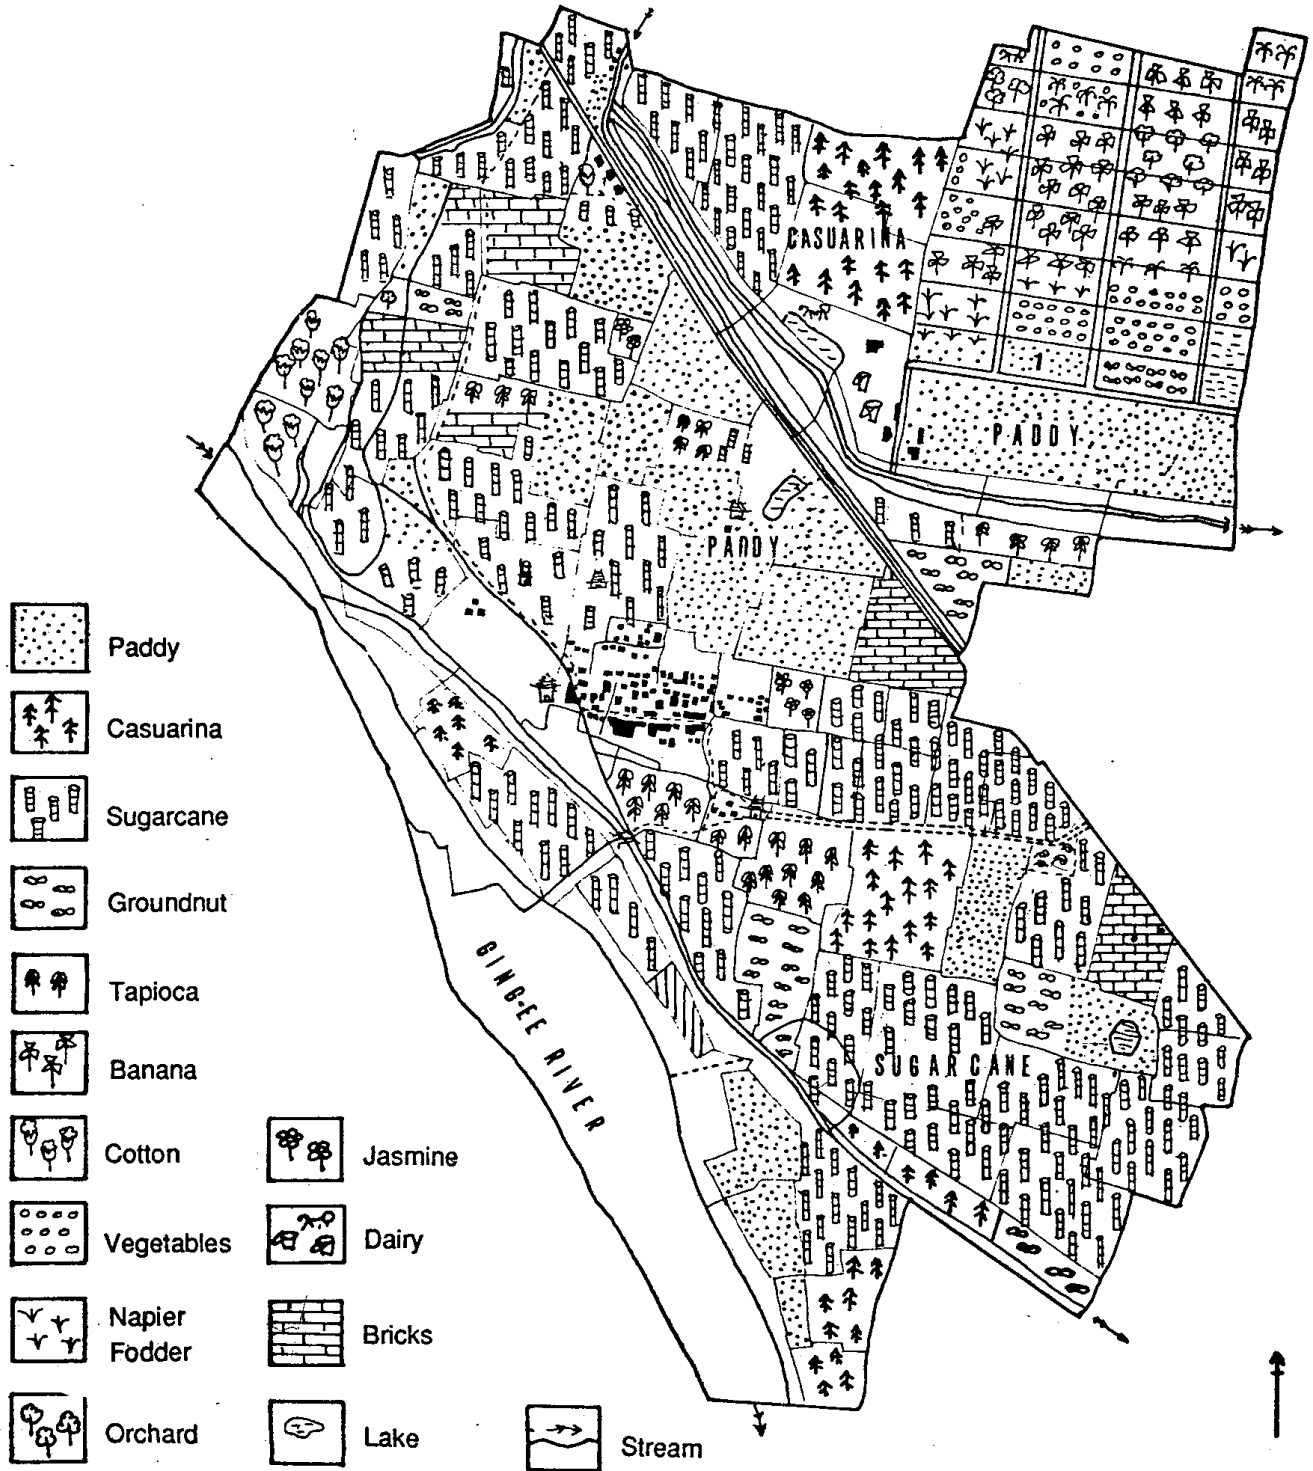 CASUARINA
PADDY
PADDY
GINGEE RIVER
SUGARCANE
Paddy
Casuarina
Sugarcane
Groundnut
Tapioca
Banana
Cotton
Vegetables
Napier
Fodder
Orchard
Jasmine
Dairy
Bricks
Lake
Stream